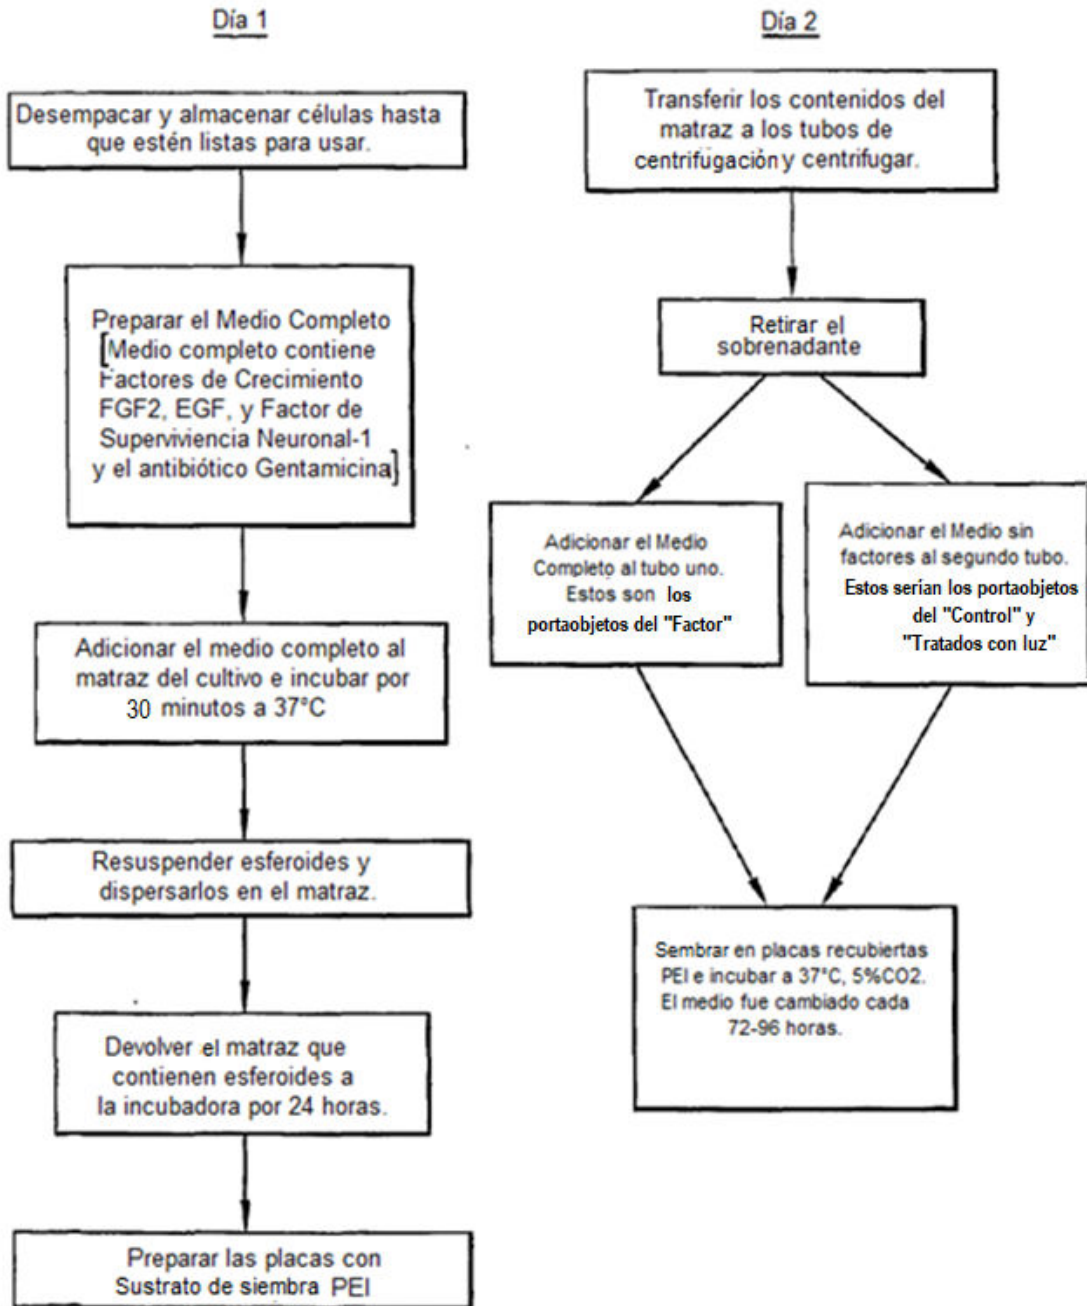 Día 1
Desempacar y almacenar células hasta
que estén listas para usar.
Preparar el Medio Completo
[Medio completo contiene
Factores de Crecimiento
FGF2, EGF, y Factor de
Superviviencia Neuronal-1
y el antibiótico Gentamicina]
Adicionar el medio completo al
matraz del cultivo e incubar por
30 minutos a 37°C
Resuspender esferoides y
dispersarlos en el matraz.
Devolver el matraz que
contienen esferoides a
la incubadora por 24 horas.
Preparar las placas con
Sustrato de siembra PEI
Día 2
Transferir los contenidos del
matraz a los tubos de
centrifugación y centrifugar.
Retirar el
sobrenadante
Adicionar el Medio
Completo al tubo uno.
Estos son los
portaobjetos del "Factor"
Adicionar el Medio sin
factores al segundo tubo.
Estos serian los portaobjetos
del "Control" y
"Tratados con luz"
Sembrar en placas recubiertas
PEI e incubar a 37°C, 5%CO2.
El medio fue cambiado cada
72-96 horas.